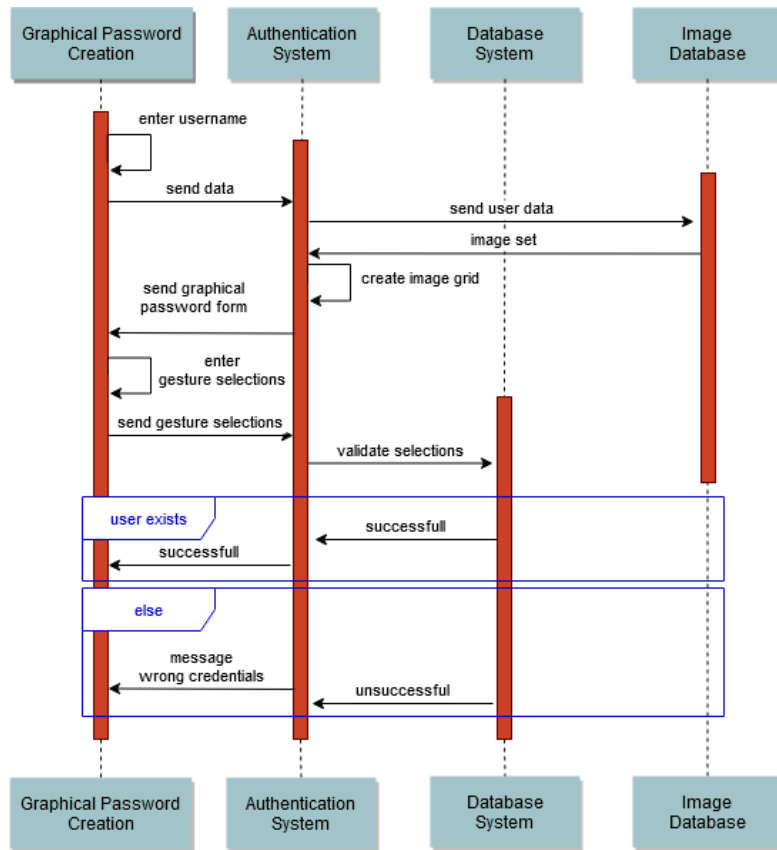 Graphical Password
Creation
Authentication
System
Database
System
Image
Database
enter username
send data
send user data
image set
create image grid
send graphical
password form
enter
gesture selections
send gesture selections
validate selections
user exists
successfull
successfull
else
message
wrong credentials
unsuccessful
Graphical Password
Creation
Authentication
System
Database
System
Image
Database